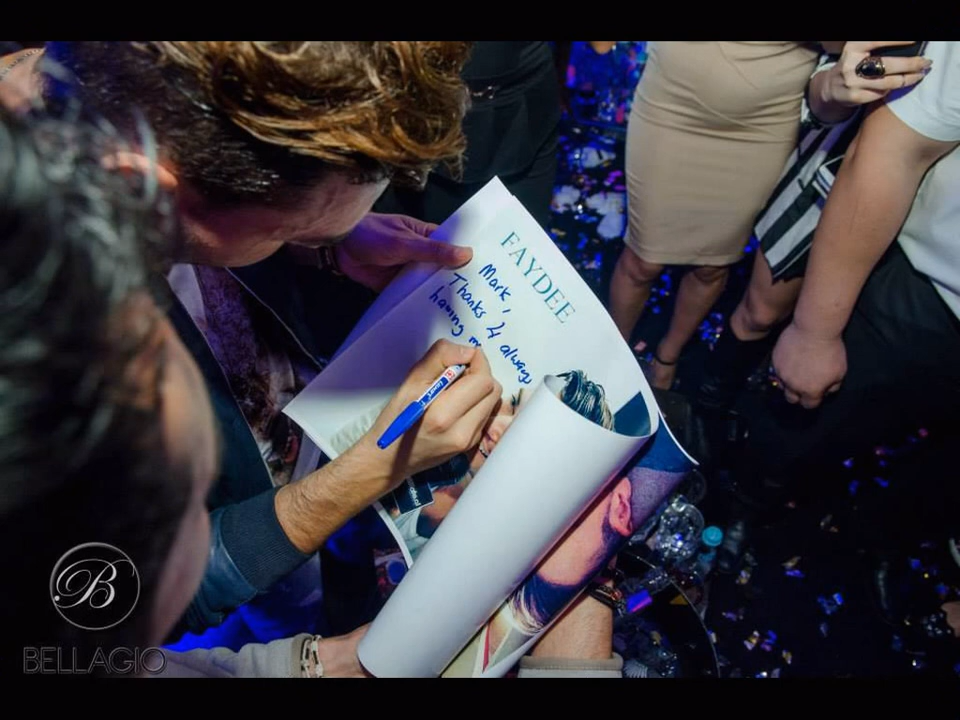 FAYDEE
Mark,
Thanks 4 always
having m
B
BELLAGIO